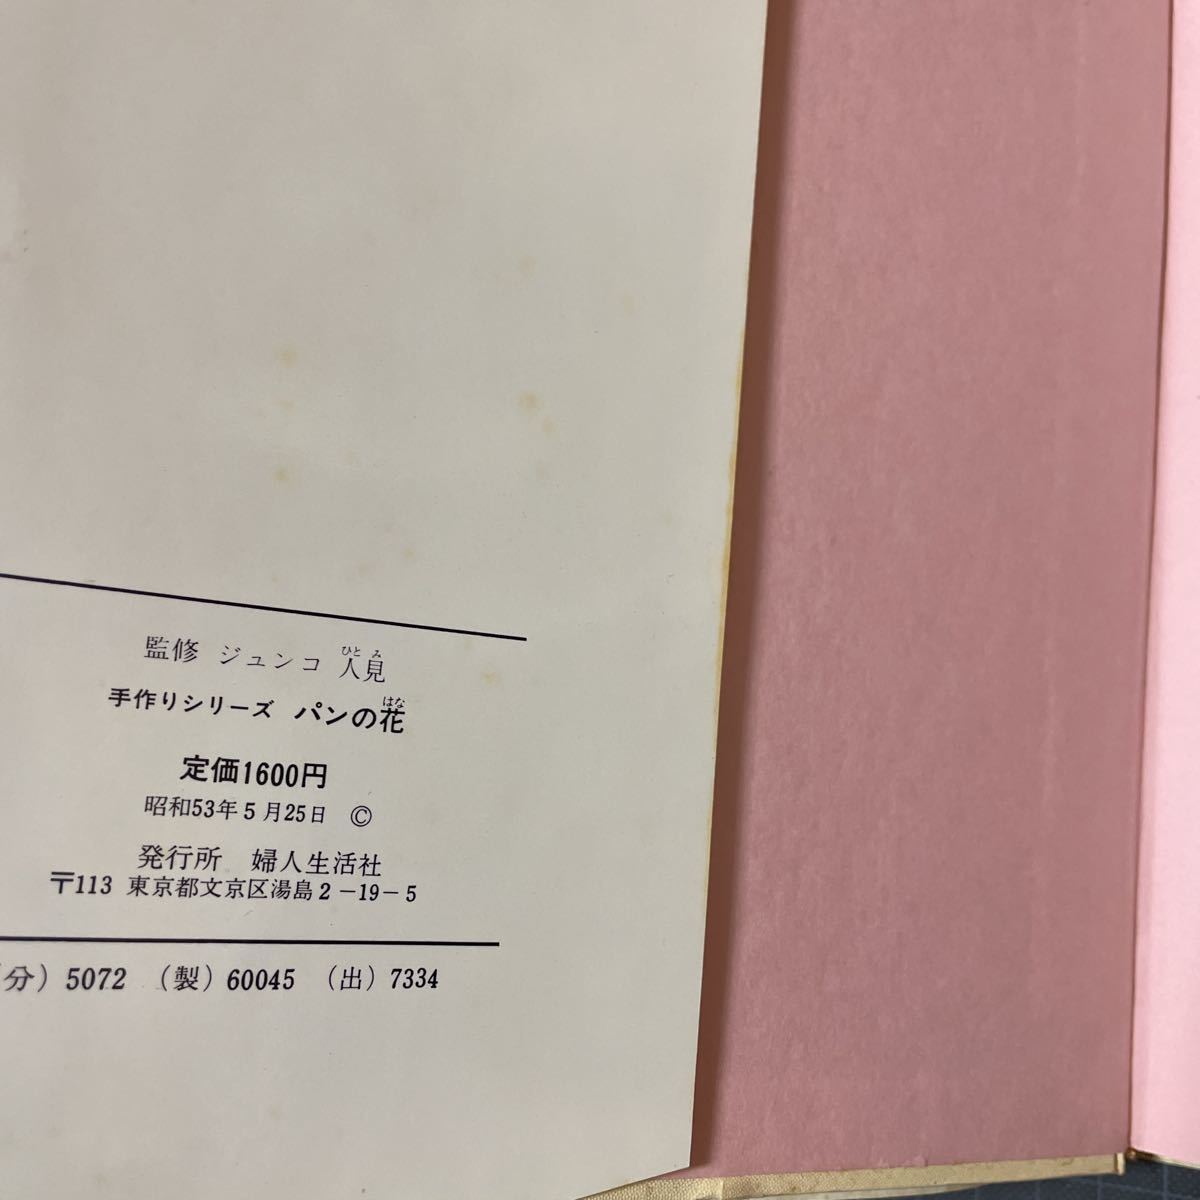 監修 ジュンコ 人見
ひとみ
手作りシリーズ パンの花
はな
定価1600円
昭和53年5月25日 ©
発行所 婦人生活社
〒113 東京都文京区湯島2-19-5
(分)5072 (製)60045 (出)7334